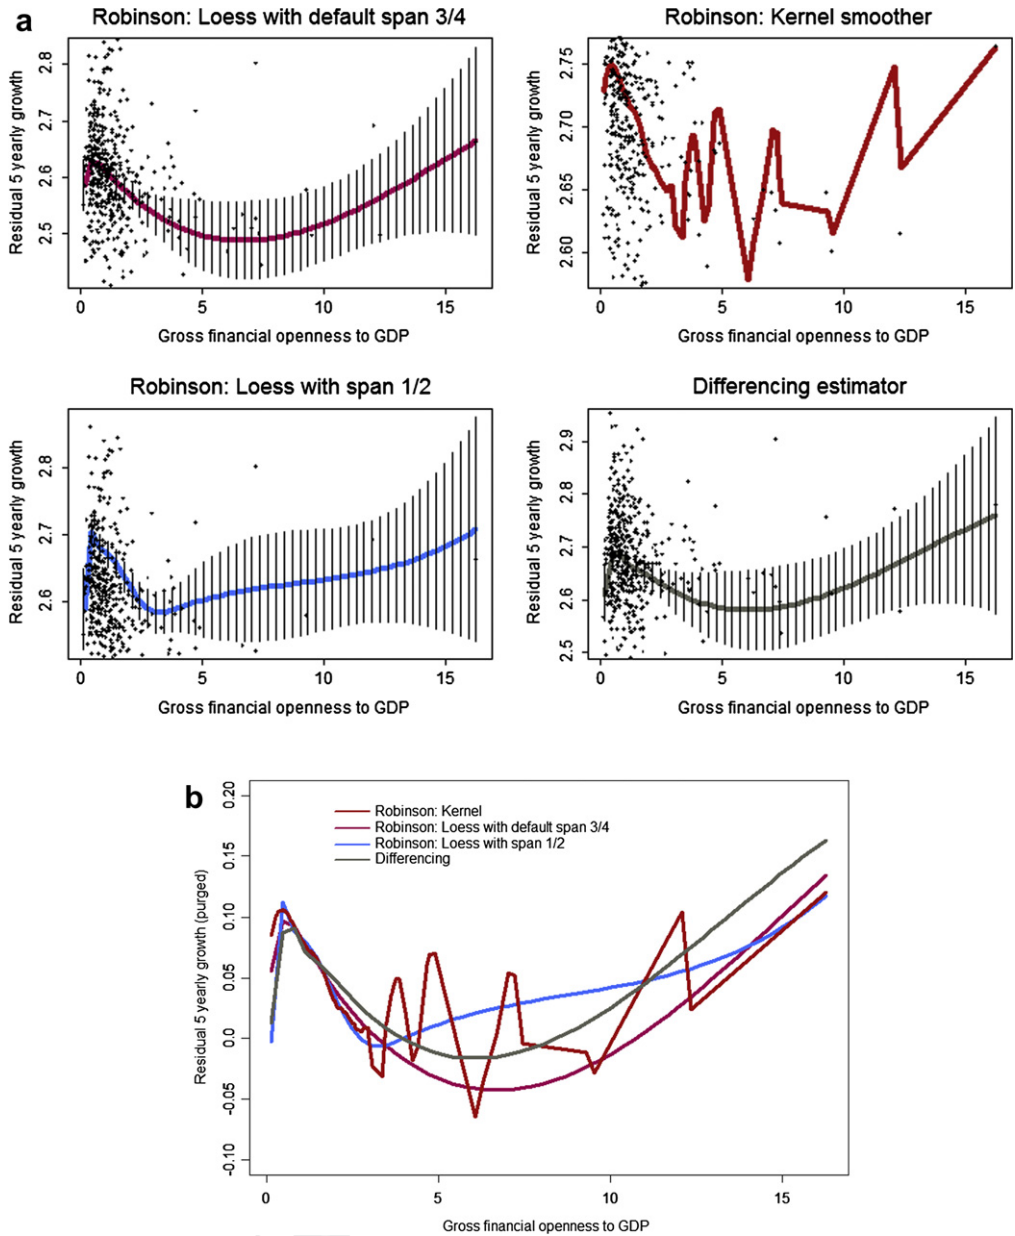 a
Robinson: Loess with default span 3/4
Residual 5 yearly growth
2.8
2.7
2.6
2.5
0 5 10 15
Gross financial openness to GDP
Robinson: Kernel smoother
Residual 5 yearly growth
2.75
2.70
2.65
2.60
0 5 10 15
Gross financial openness to GDP
Robinson: Loess with span 1/2
Residual 5 yearly growth
2.8
2.7
2.6
0 5 10 15
Gross financial openness to GDP
Differencing estimator
Residual 5 yearly growth
2.9
2.8
2.7
2.6
2.5
0 5 10 15
Gross financial openness to GDP
b
Robinson: Kernel
Robinson: Loess with default span 3/4
Robinson: Loess with span 1/2
Differencing
Residual 5 yearly growth (purged)
0.20
0.15
0.10
0.05
0.0
-0.05
-0.10
0 5 10 15
Gross financial openness to GDP